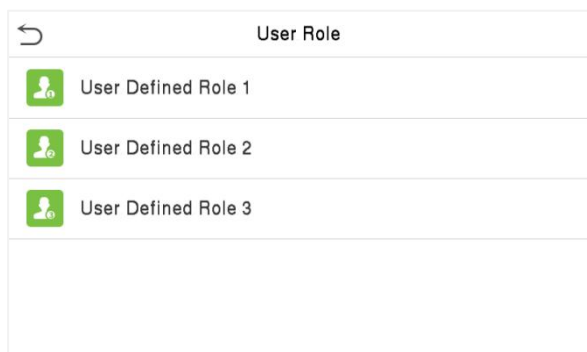 User Role
User Defined Role 1
User Defined Role 2
User Defined Role 3